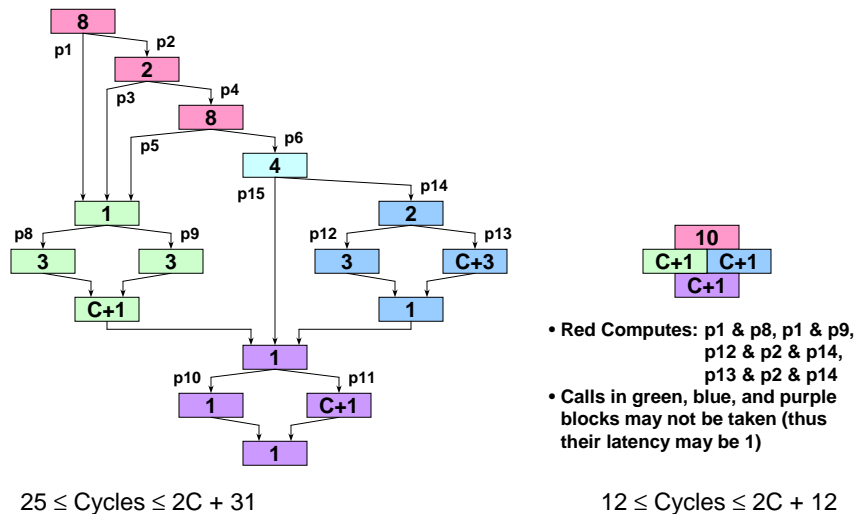 8
p1
p2
2
p3
p4
8
p5
p6
4
p15
p14
1
2
p8
p9
p12
p13
3
3
3
C+3
C+1
1
1
p10
p11
1
C+1
1
25 ≤ Cycles ≤ 2C + 31
10
C+1
C+1
C+1
• Red Computes: p1 & p8, p1 & p9,
p12 & p2 & p14,
p13 & p2 & p14
• Calls in green, blue, and purple
blocks may not be taken (thus
their latency may be 1)
12 ≤ Cycles ≤ 2C + 12